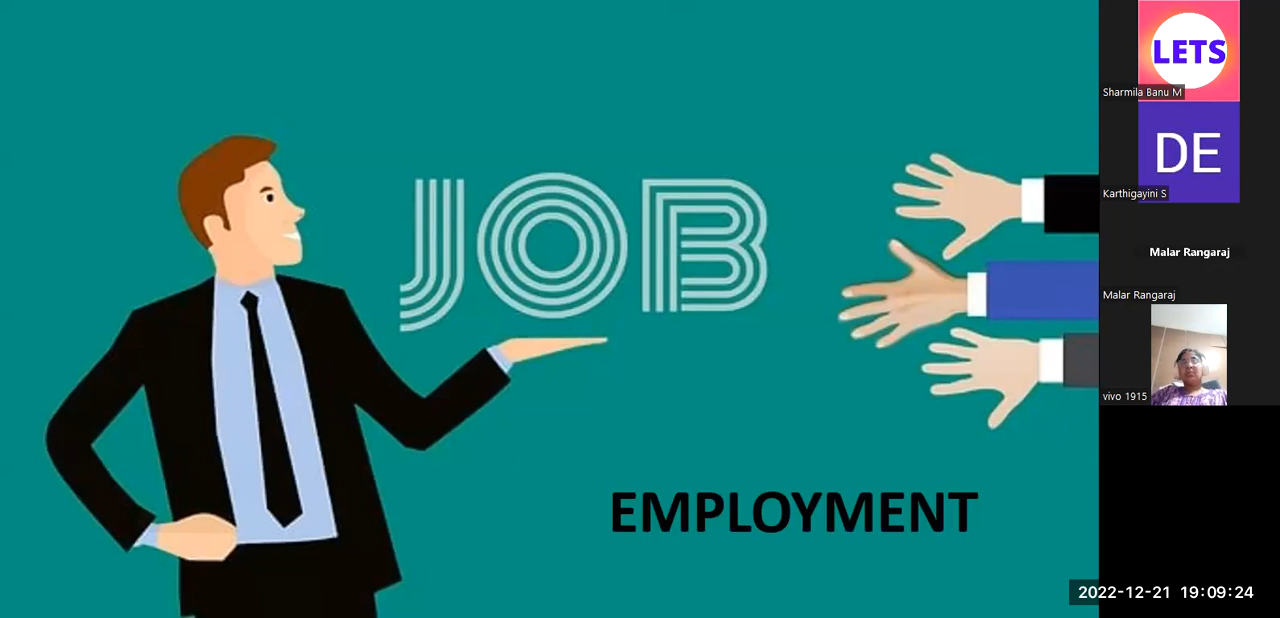 JOB
EMPLOYMENT
LETS
Sharmila Banu M
DE
Karthigayini S
Malar Rangaraj
Malar Rangaraj
vivo 1915
2022-12-21 19:09:24